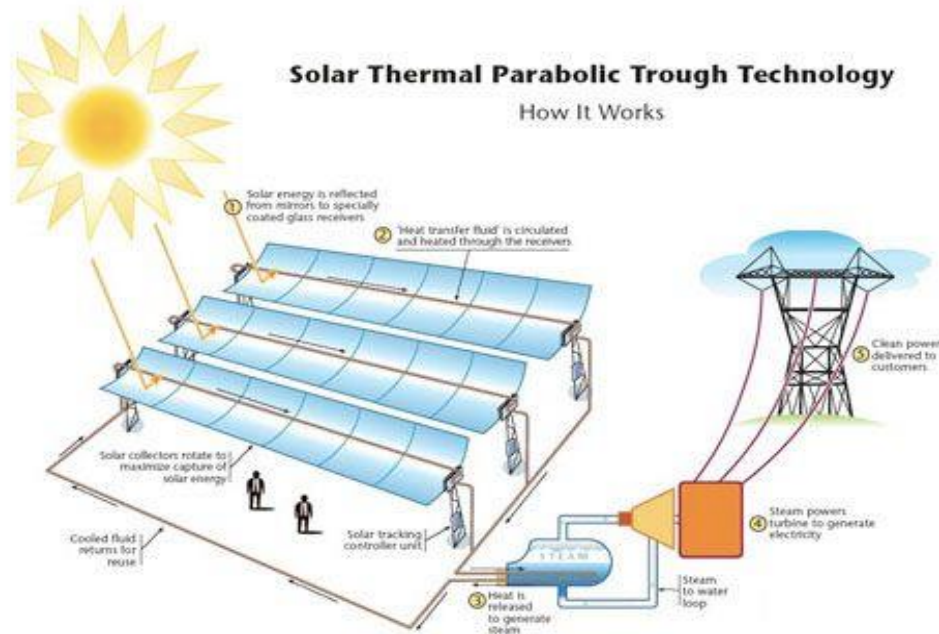 Solar Thermal Parabolic Trough Technology
How It Works
1 Solar energy is reflected
from mirrors to specially
coated glass receivers
2 'Heat transfer fluid' is circulated
and heated through the receivers
5 Clean power
delivered to
customers
Solar collectors rotate to
maximize capture of
solar energy
Cooled fluid
returns for
reuse
Solar tracking
controller unit
STEAM
3 Heat is
released
to generate
steam
4 Steam powers
turbine to generate
electricity
Steam
to water
loop